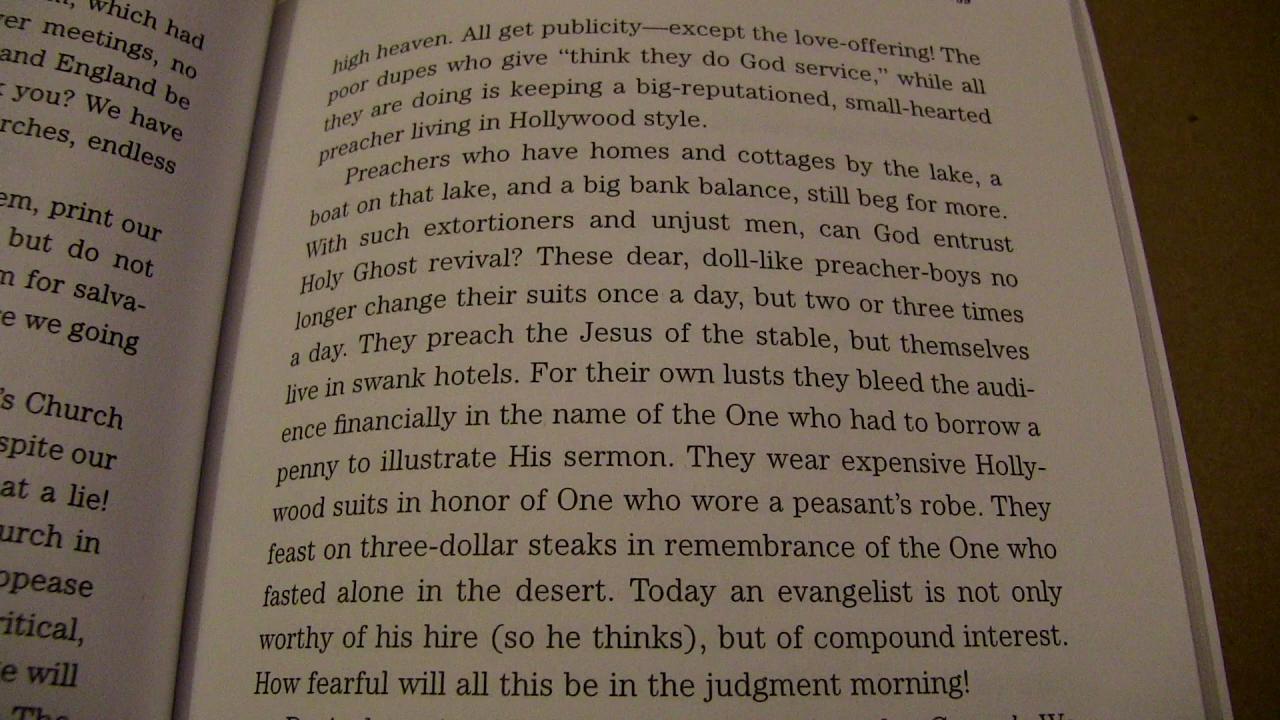 , which had
er meetings, no
and England be
you? We have
rches, endless
em, print our
but do not
m for salva-
e we going
's Church
spite our
at a lie!
urch in
ppease
ritical,
e will
The
high heaven. All get publicity—except the love-offering! The
poor dupes who give “think they do God service,” while all
they are doing is keeping a big-reputationed, small-hearted
preacher living in Hollywood style.
Preachers who have homes and cottages by the lake, a
boat on that lake, and a big bank balance, still beg for more.
With such extortioners and unjust men, can God entrust
Holy Ghost revival? These dear, doll-like preacher-boys no
longer change their suits once a day, but two or three times
a day. They preach the Jesus of the stable, but themselves
live in swank hotels. For their own lusts they bleed the audi-
ence financially in the name of the One who had to borrow a
penny to illustrate His sermon. They wear expensive Holly-
wood suits in honor of One who wore a peasant’s robe. They
feast on three-dollar steaks in remembrance of the One who
fasted alone in the desert. Today an evangelist is not only
worthy of his hire (so he thinks), but of compound interest.
How fearful will all this be in the judgment morning!